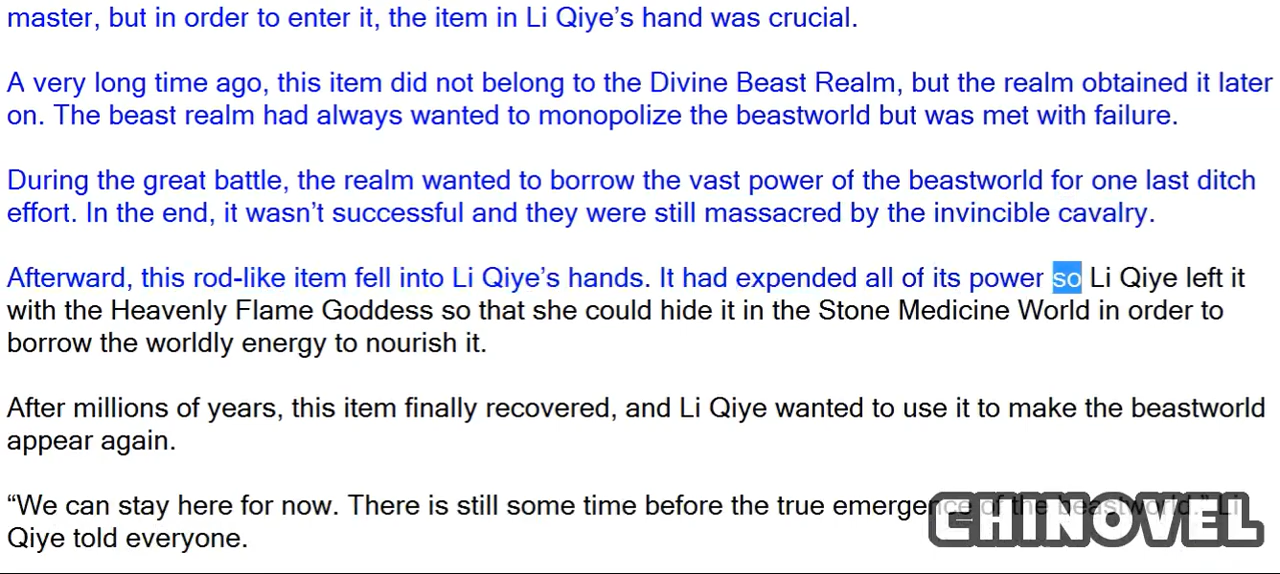 master, but in order to enter it, the item in Li Qiye’s hand was crucial.
A very long time ago, this item did not belong to the Divine Beast Realm, but the realm obtained it later
on. The beast realm had always wanted to monopolize the beastworld but was met with failure.
During the great battle, the realm wanted to borrow the vast power of the beastworld for one last ditch
effort. In the end, it wasn’t successful and they were still massacred by the invincible cavalry.
Afterward, this rod-like item fell into Li Qiye’s hands. It had expended all of its power so Li Qiye left it
with the Heavenly Flame Goddess so that she could hide it in the Stone Medicine World in order to
borrow the worldly energy to nourish it.
After millions of years, this item finally recovered, and Li Qiye wanted to use it to make the beastworld
appear again.
“We can stay here for now. There is still some time before the true emergence of the beastworld.” Li
Qiye told everyone.
CHINOVEL